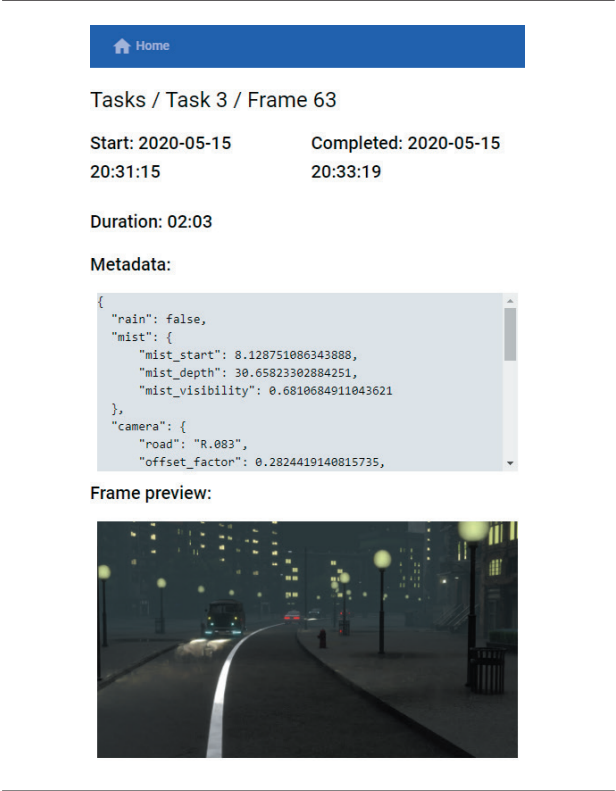 Home
Tasks / Task 3 / Frame 63
Start: 2020-05-15
20:31:15
Completed: 2020-05-15
20:33:19
Duration: 02:03
Metadata:
{
"rain": false,
"mist": {
"mist_start": 8.128751086343888,
"mist_depth": 30.65823302884251,
"mist_visibility": 0.6810684911043621
},
"camera": {
"road": "R.083",
"offset_factor": 0.2824419140815735,
Frame preview: